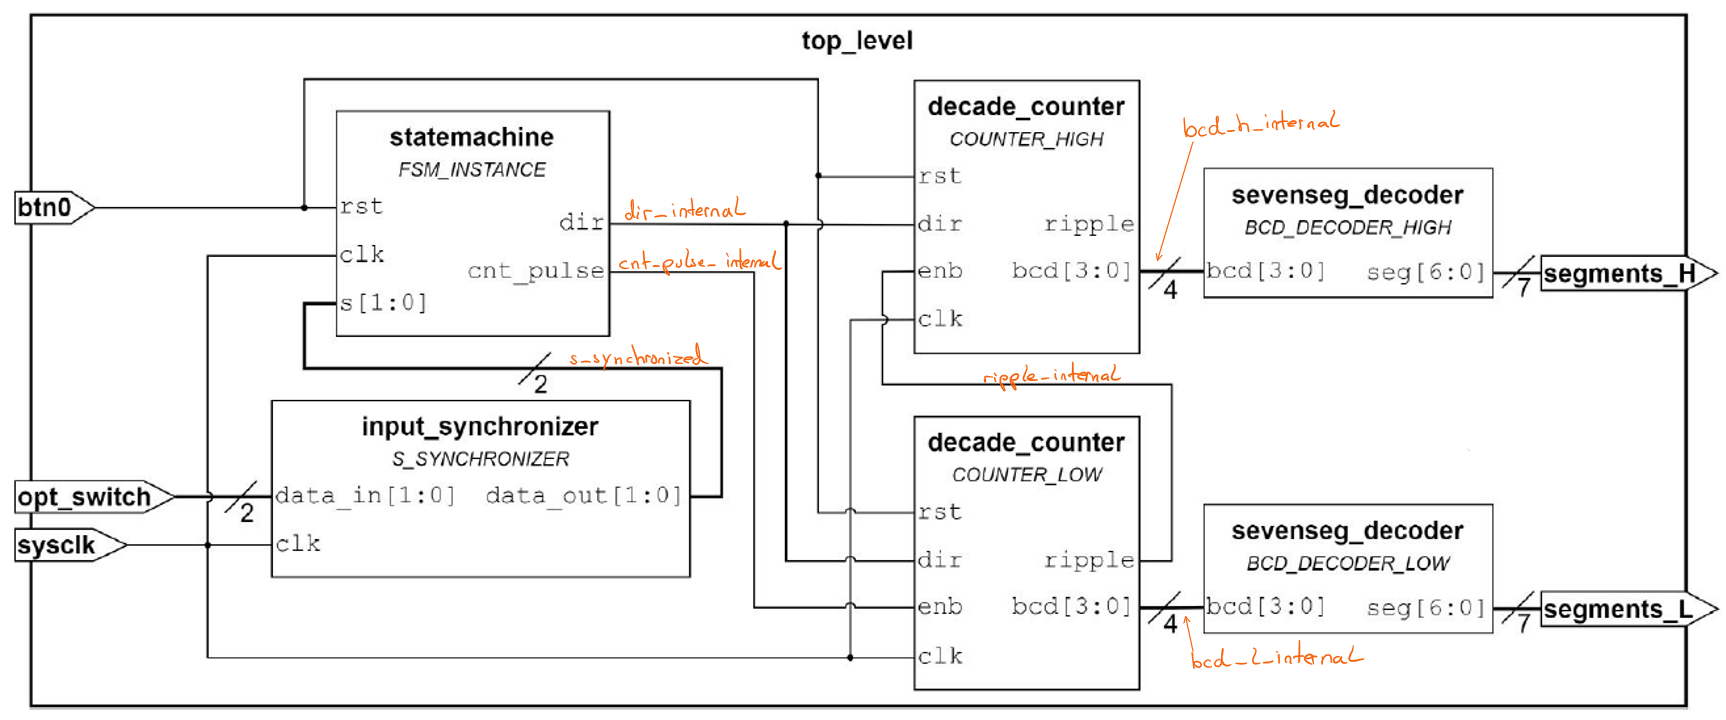 top_level
statemachine
FSM_INSTANCE
rst
clk
s[1:0]
dir
cnt_pulse
dir_internal
cnt_pulse_internal
s_synchronized
2
input_synchronizer
S_SYNCHRONIZER
data_in[1:0]
data_out[1:0]
clk
btn0
opt_switch
2
sysclk
decade_counter
COUNTER_HIGH
rst
dir
enb
clk
ripple
bcd[3:0]
bcd_h_internal
4
sevenseg_decoder
BCD_DECODER_HIGH
bcd[3:0]
seg[6:0]
7
segments_H
ripple_internal
decade_counter
COUNTER_LOW
rst
dir
enb
clk
ripple
bcd[3:0]
4
bcd_l_internal
sevenseg_decoder
BCD_DECODER_LOW
bcd[3:0]
seg[6:0]
7
segments_L